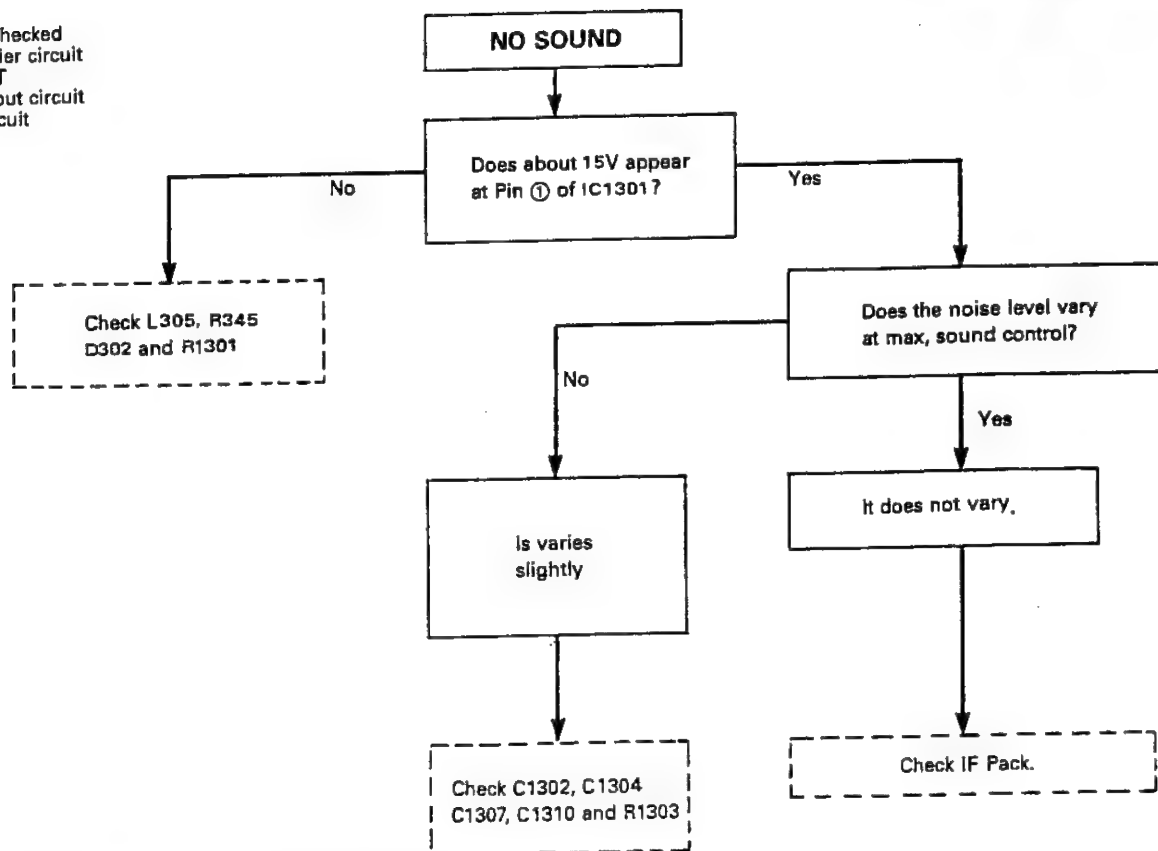 hecked
ier circuit
T
out circuit
cuit
NO SOUND
Does about 15V appear
at Pin ① of IC1301?
No
Yes
Check L305, R345
D302 and R1301
Does the noise level vary
at max, sound control?
No
Yes
Is varies
slightly
It does not vary.
Check C1302, C1304
C1307, C1310 and R1303
Check IF Pack.